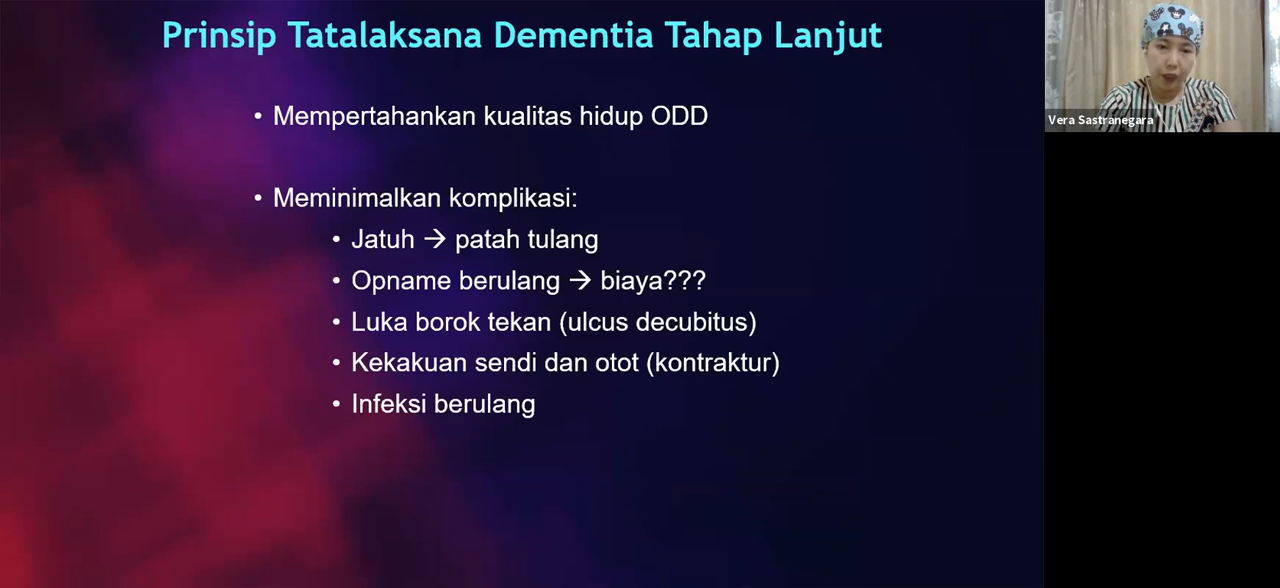 Prinsip Tatalaksana Dementia Tahap Lanjut
• Mempertahankan kualitas hidup ODD
• Meminimalkan komplikasi:
• Jatuh → patah tulang
• Opname berulang → biaya???
• Luka borok tekan (ulcus decubitus)
• Kekakuan sendi dan otot (kontraktur)
• Infeksi berulang
Vera Sastranegara